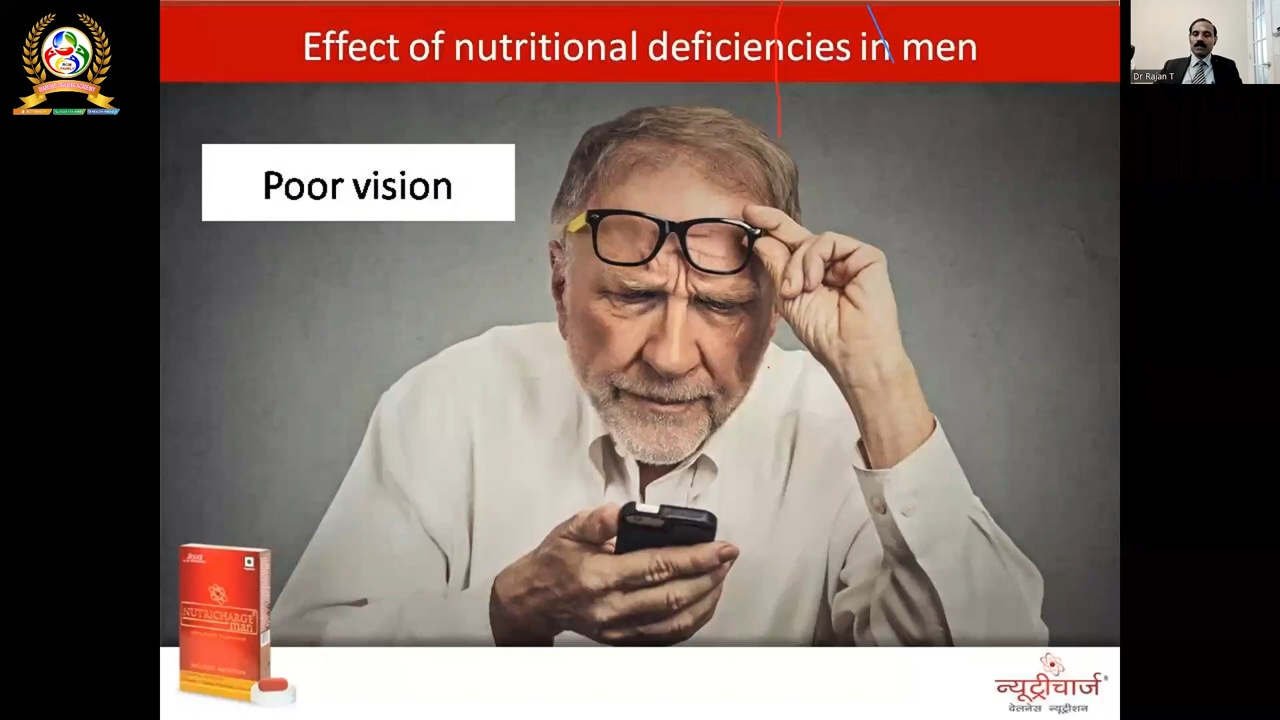 Effect of nutritional deficiencies in men
Dr Rajan T
Poor vision
NUTRICHARGE
man
न्यूट्रीचार्ज
वेलनेस न्यूट्रीशन